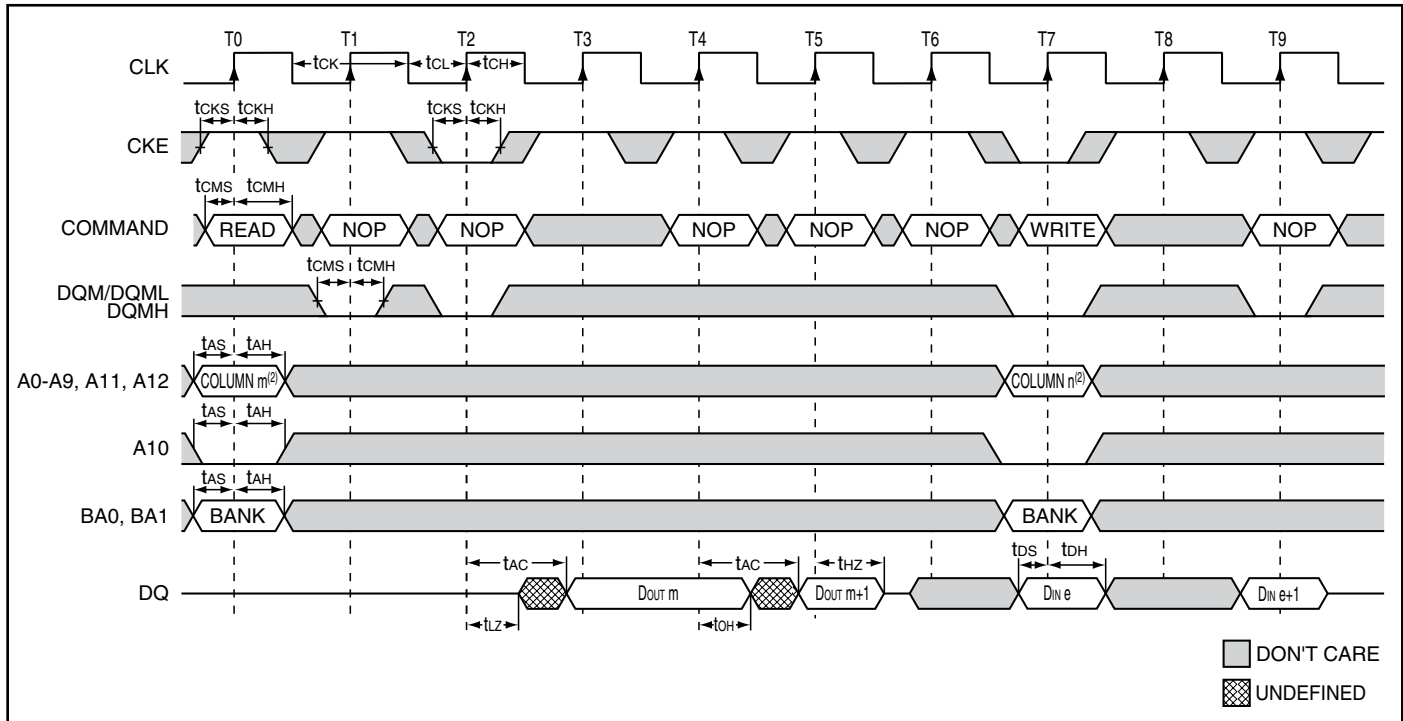 T0 T1 T2 T3 T4 T5 T6 T7 T8 T9
CLK tCK tCL tCH
tCKS tCKH tCKS tCKH
CKE
tCMS tCMH
COMMAND READ NOP NOP NOP NOP NOP WRITE NOP
tCMS tCMH
DQM/DQML
DQMH
tAS tAH
A0-A9, A11, A12 COLUMN m(2) COLUMN n(2)
tAS tAH
A10
tAS tAH
BA0, BA1 BANK BANK
tAC tAC tHZ tDS tDH
DQ DOUT m DOUT m+1 DIN e DIN e+1
tLZ tOH
DON'T CARE
UNDEFINED